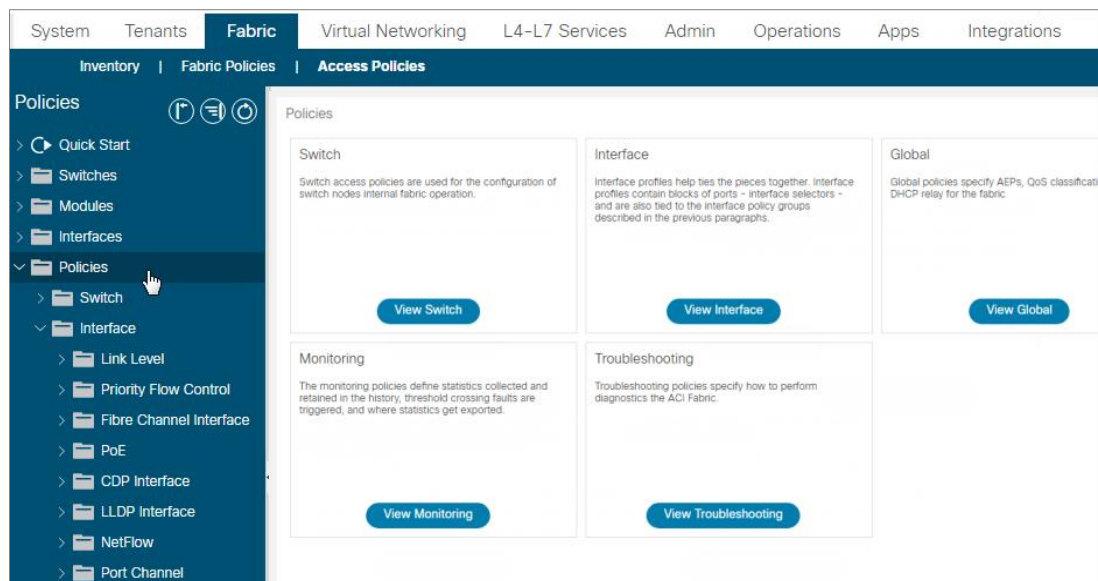 System Tenants Fabric Virtual Networking L4-L7 Services Admin Operations Apps Integrations
Inventory | Fabric Policies | Access Policies
Policies
Quick Start
Switches
Modules
Interfaces
Policies
Switch
Interface
Link Level
Priority Flow Control
Fibre Channel Interface
PoE
CDP Interface
LLDP Interface
NetFlow
Port Channel
Policies
Switch
Switch access policies are used for the configuration of
switch nodes internal fabric operation.
View Switch
Interface
Interface profiles help ties the pieces together. Interface
profiles contain blocks of ports - interface selectors -
and are also tied to the interface policy groups
described in the previous paragraphs.
View Interface
Global
Global policies specify AEPs, QoS classificati
DHCP relay for the fabric
View Global
Monitoring
The monitoring policies define statistics collected and
retained in the history, threshold crossing faults are
triggered, and where statistics get exported.
View Monitoring
Troubleshooting
Troubleshooting policies specify how to perform
diagnostics the ACI Fabric.
View Troubleshooting